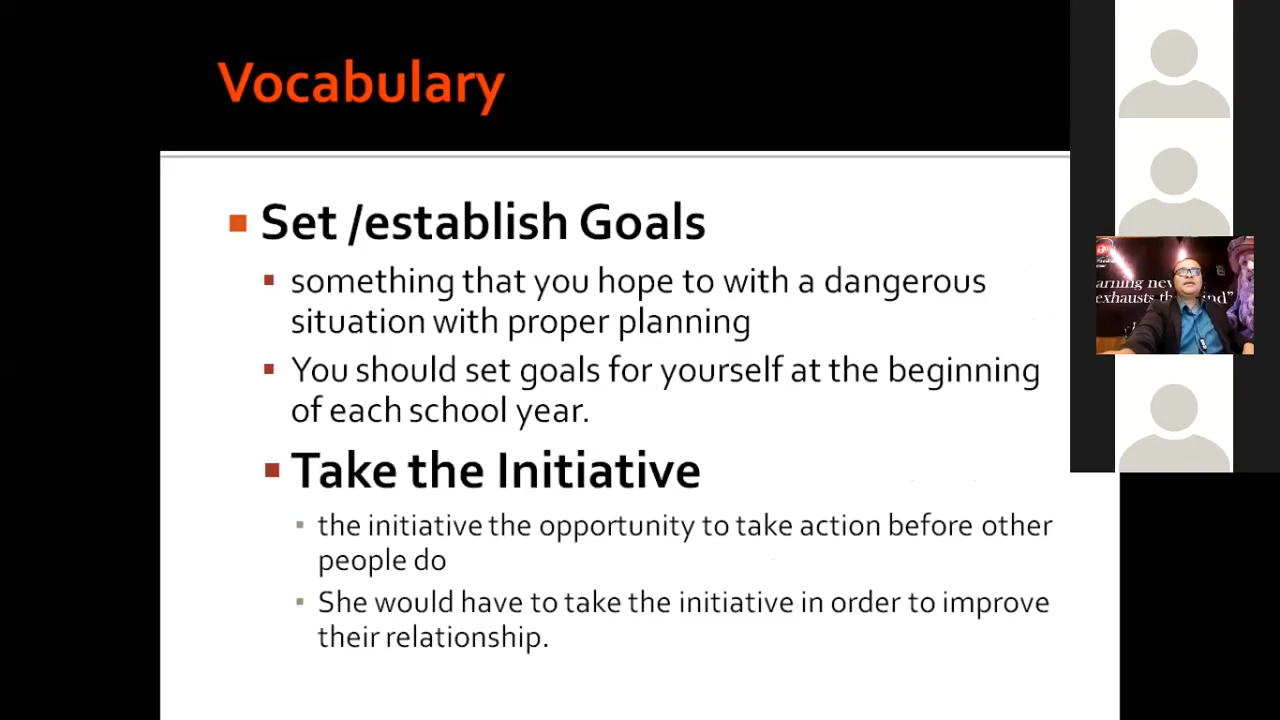 Vocabulary
Set /establish Goals
something that you hope to with a dangerous
situation with proper planning
You should set goals for yourself at the beginning
of each school year.
Take the Initiative
the initiative the opportunity to take action before other
people do
She would have to take the initiative in order to improve
their relationship.
exhausts